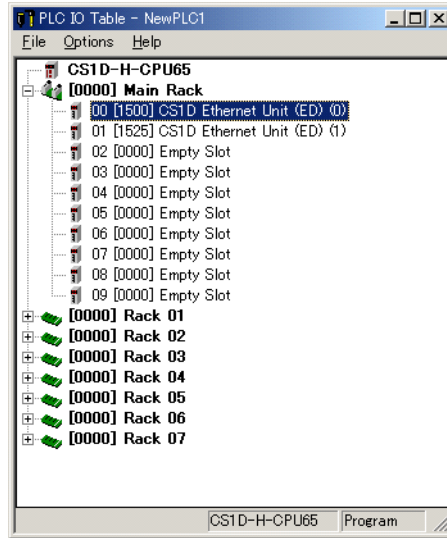 PLC IO Table - NewPLC1
File Options Help
CS1D-H-CPU65
[0000] Main Rack
00 [1500] CS1D Ethernet Unit (ED) (0)
01 [1525] CS1D Ethernet Unit (ED) (1)
02 [0000] Empty Slot
03 [0000] Empty Slot
04 [0000] Empty Slot
05 [0000] Empty Slot
06 [0000] Empty Slot
07 [0000] Empty Slot
08 [0000] Empty Slot
09 [0000] Empty Slot
[0000] Rack 01
[0000] Rack 02
[0000] Rack 03
[0000] Rack 04
[0000] Rack 05
[0000] Rack 06
[0000] Rack 07
CS1D-H-CPU65 Program